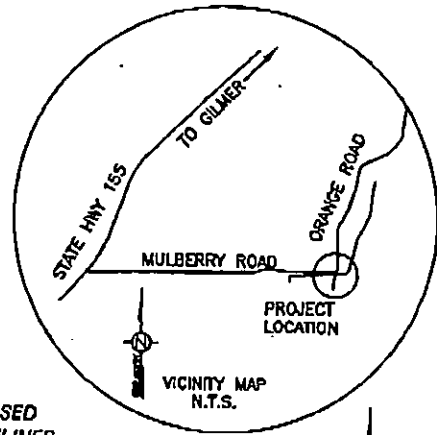 TO GILMER
STATE HWY 155
ORANGE ROAD
MULBERRY ROAD
PROJECT
LOCATION
N
VICINITY MAP
N.T.S.
SED